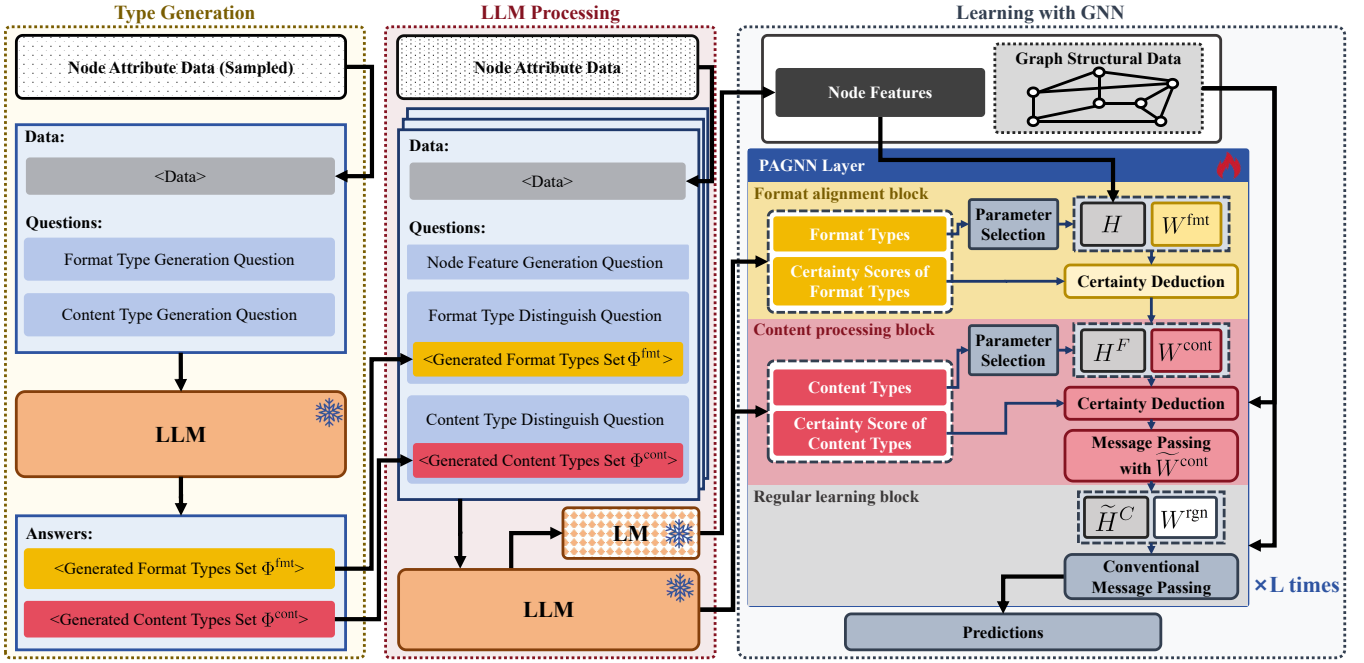 Type Generation
Node Attribute Data (Sampled)
Data:
<Data>
Questions:
Format Type Generation Question
Content Type Generation Question
LLM
Answers:
<Generated Format Types Set Φ^fmt>
<Generated Content Types Set Φ^cont>
LLM Processing
Node Attribute Data
Data:
<Data>
Questions:
Node Feature Generation Question
Format Type Distinguish Question
<Generated Format Types Set Φ^fmt>
Content Type Distinguish Question
<Generated Content Types Set Φ^cont>
LM
LLM
Learning with GNN
Node Features
Graph Structural Data
PAGNN Layer
Format alignment block
Format Types
Certainty Scores of
Format Types
Parameter
Selection
H
W^fmt
Certainty Deduction
Content processing block
Content Types
Certainty Score of
Content Types
Parameter
Selection
H^F
W^cont
Certainty Deduction
Message Passing
with W̃^cont
Regular learning block
H̃^C
W^rgn
Conventional
Message Passing
×L times
Predictions